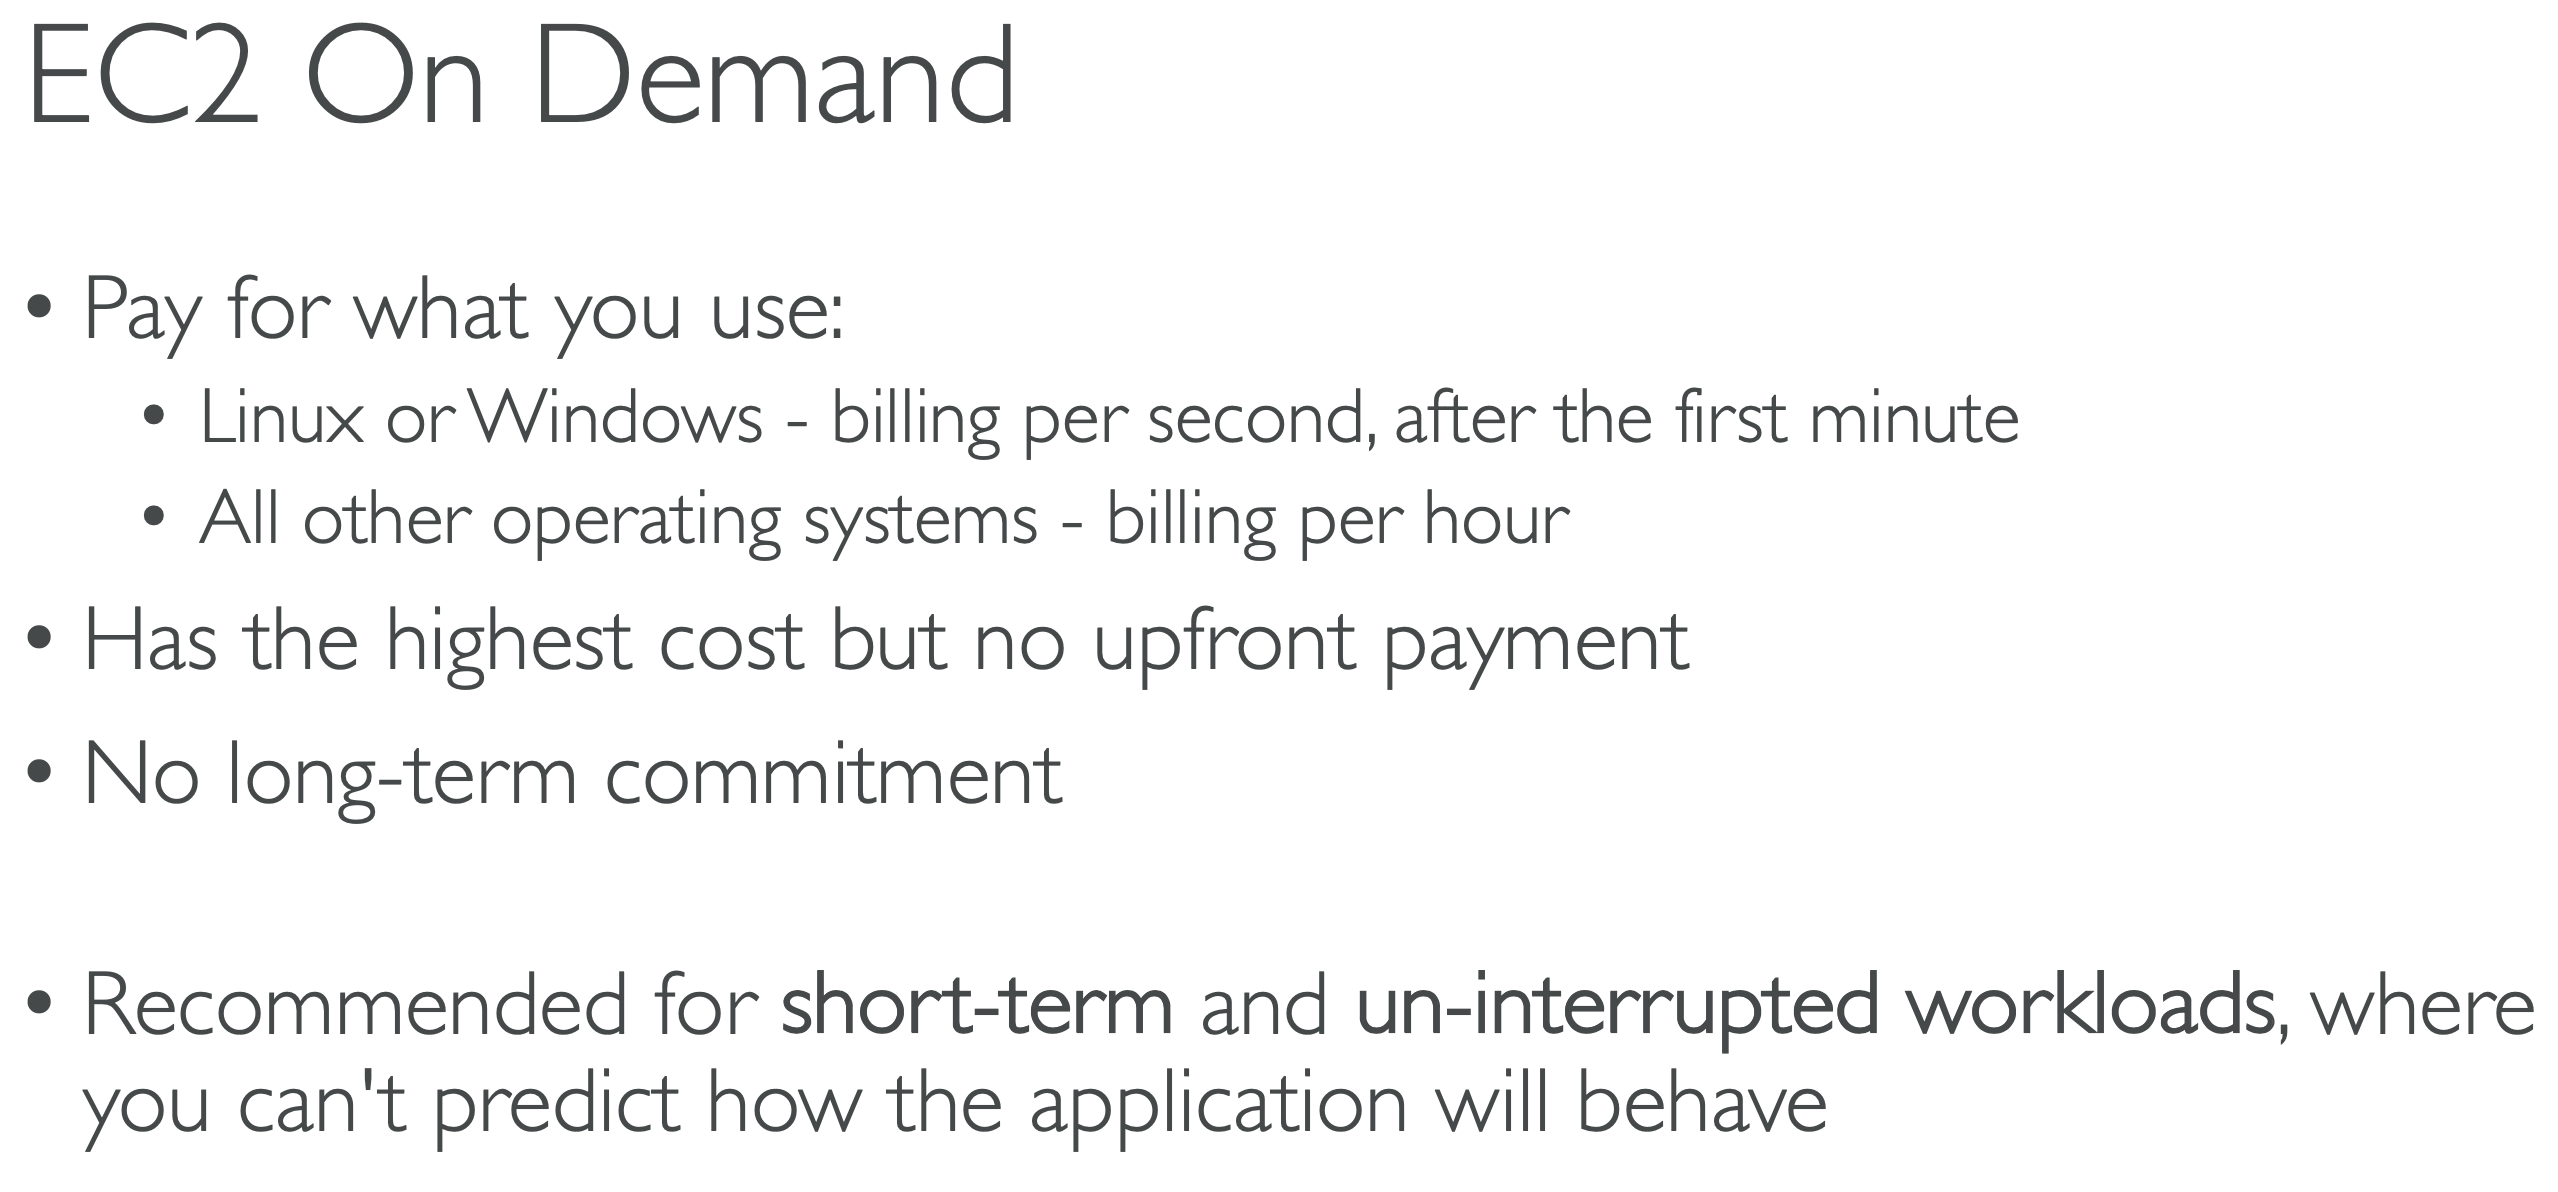 EC2 On Demand
• Pay for what you use:
• Linux or Windows - billing per second, after the first minute
• All other operating systems - billing per hour
• Has the highest cost but no upfront payment
• No long-term commitment
• Recommended for short-term and un-interrupted workloads, where
you can't predict how the application will behave